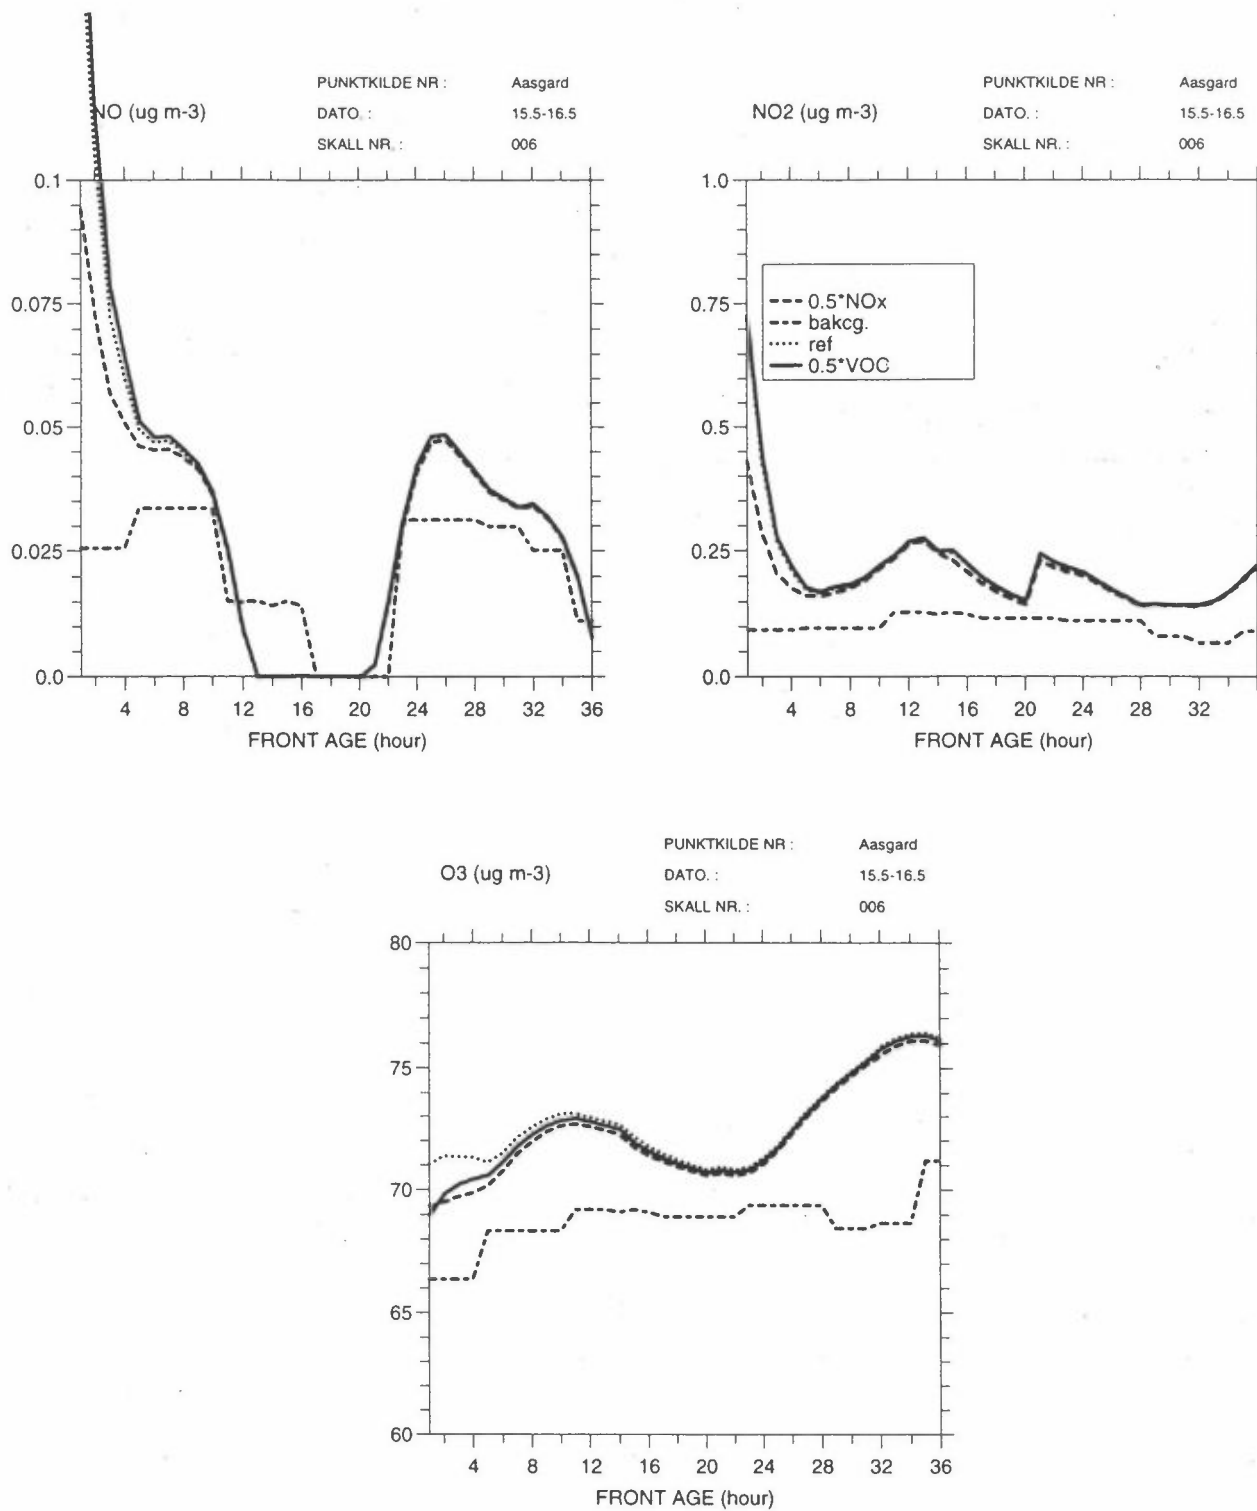 NO (ug m-3)
PUNKTKILDE NR : Aasgard
DATO. : 15.5-16.5
SKALL NR. : 006
0.1
0.075
0.05
0.025
0.0
4 8 12 16 20 24 28 32 36
FRONT AGE (hour)
NO2 (ug m-3)
PUNKTKILDE NR : Aasgard
DATO. : 15.5-16.5
SKALL NR. : 006
1.0
0.75
0.5
0.25
0.0
0.5*NOx
bakcg.
ref
0.5*VOC
4 8 12 16 20 24 28 32
FRONT AGE (hour)
O3 (ug m-3)
PUNKTKILDE NR : Aasgard
DATO. : 15.5-16.5
SKALL NR. : 006
80
75
70
65
60
4 8 12 16 20 24 28 32 36
FRONT AGE (hour)